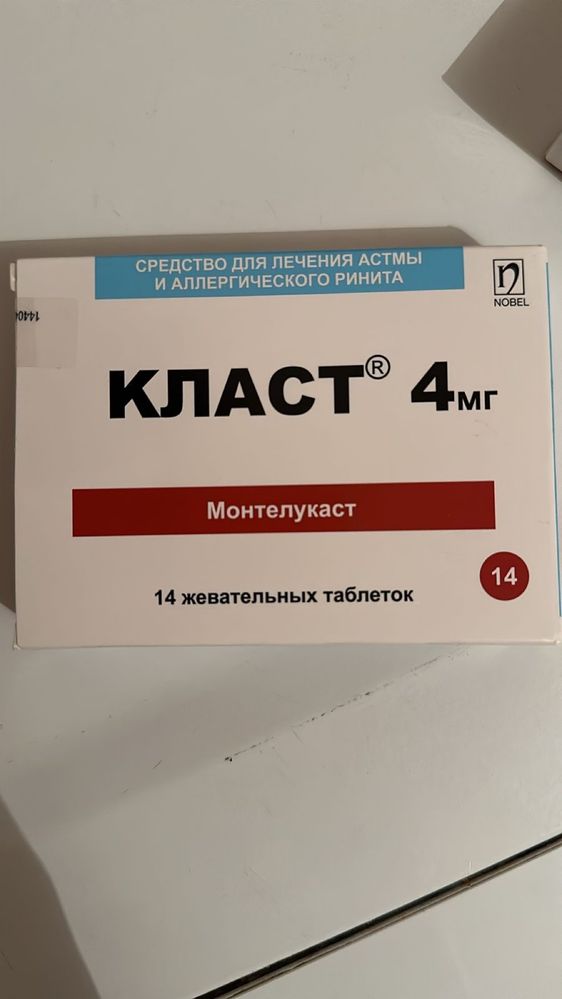 СРЕДСТВО ДЛЯ ЛЕЧЕНИЯ АСТМЫ
И АЛЛЕРГИЧЕСКОГО РИНИТА
NOBEL
КЛАСТ® 4мг
Монтелукаст
14 жевательных таблеток
14